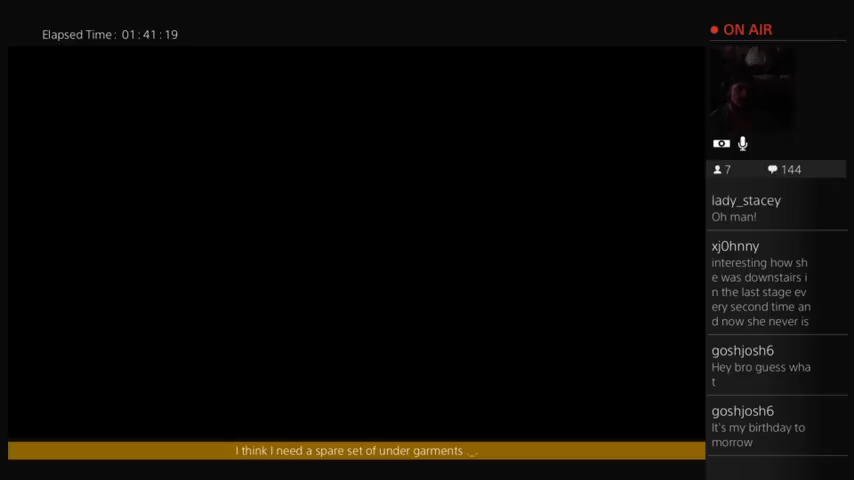 Elapsed Time: 01:41:19
ON AIR
7 144
lady_stacey
Oh man!
xj0hnny
interesting how sh
e was downstairs i
n the last stage ev
ery second time an
d now she never is
goshjosh6
Hey bro guess wha
t
goshjosh6
It's my birthday to
morrow
I think I need a spare set of under garments ._.